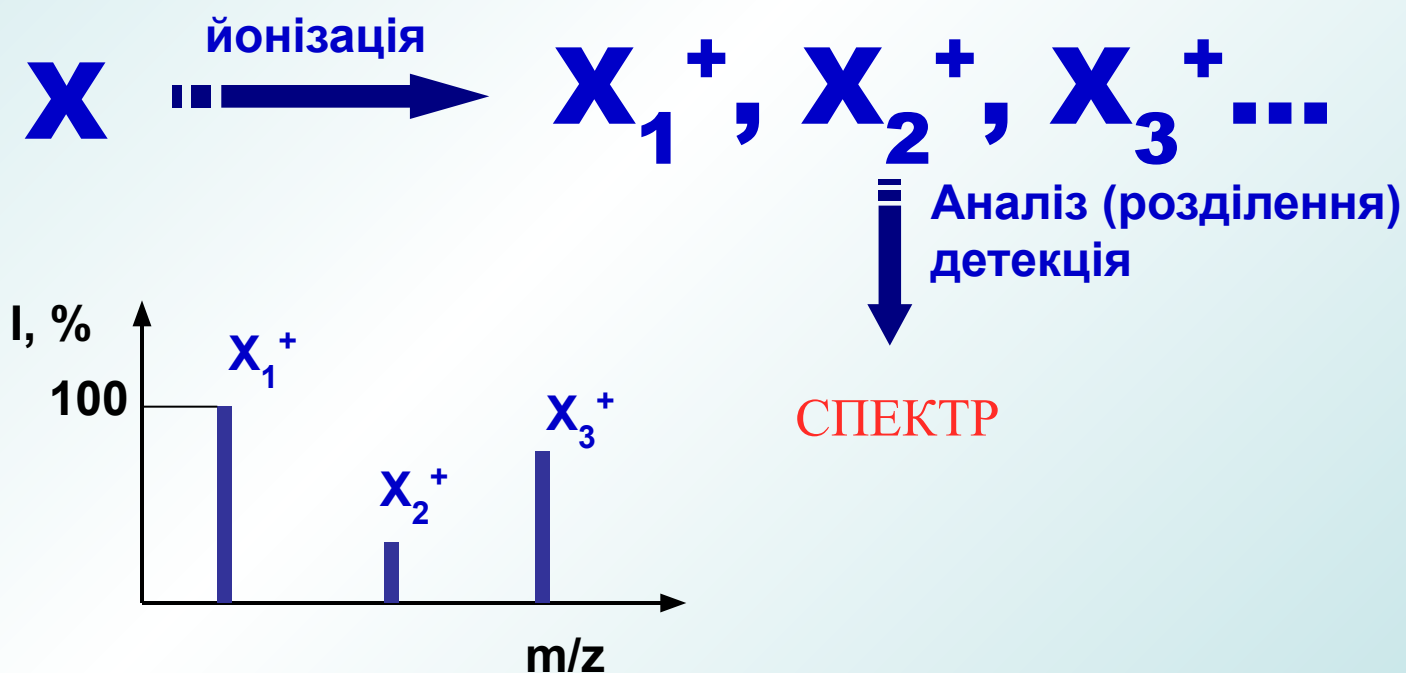 йонізація
X X₁⁺, X₂⁺, X₃⁺...
Аналіз (розділення)
детекція
I, %
100
X₁⁺
X₂⁺
X₃⁺
m/z
СПЕКТР